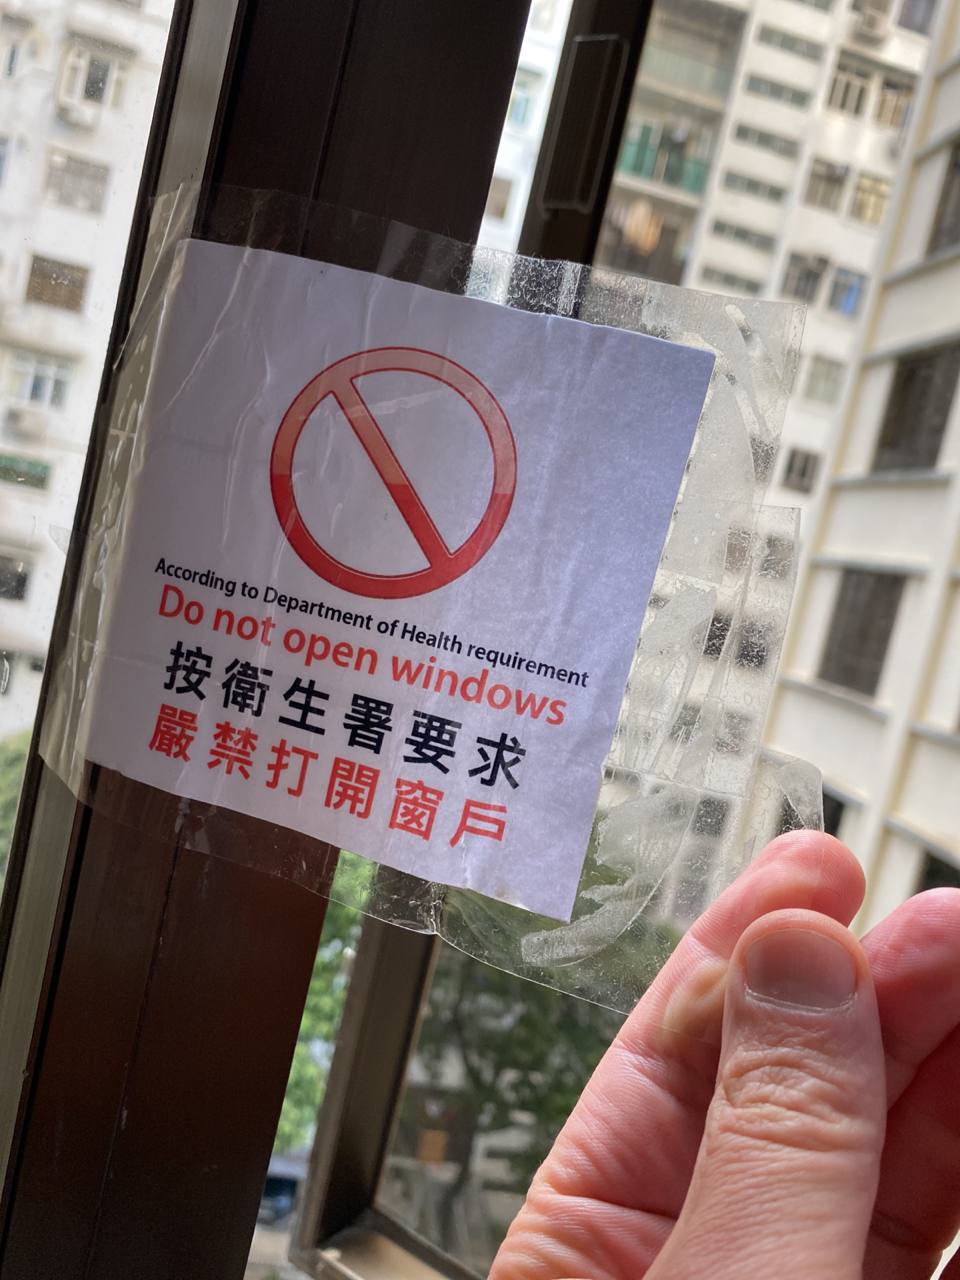 According to Department of Health requirement
Do not open windows
按衞生署要求
嚴禁打開窗戶